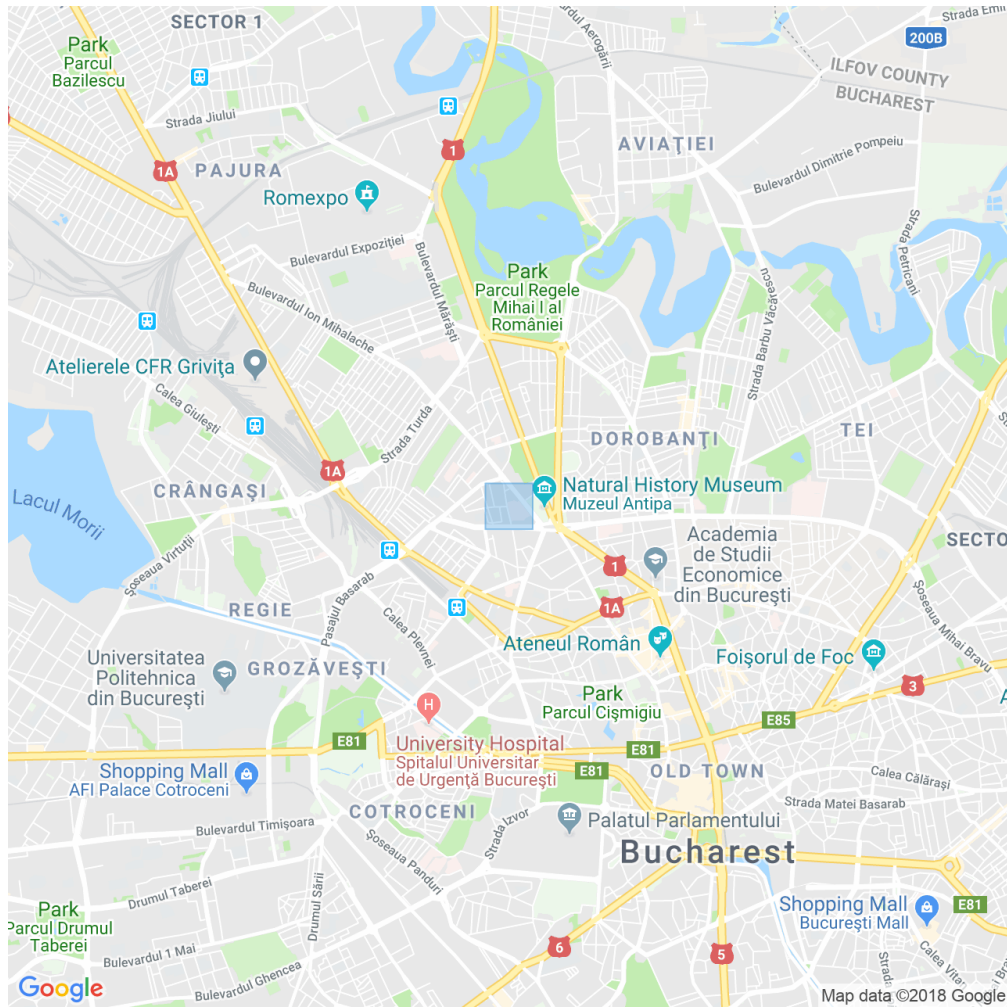 SECTOR 1
Strada Emil
Park
Parcul
Bazilescu
200B
Bulevardul Aerogării
ILFOV COUNTY
BUCHAREST
Strada Jiului
1
AVIAŢIEI
Bulevardul Dimitrie Pompeiu
1A
PAJURA
Romexpo
Strada Petricani
Bulevardul Expoziţiei
Bulevardul Mărăşti
Park
Parcul Regele
Mihai I al
României
Strada Barbu Văcărescu
Bulevardul Ion Mihalache
Atelierele CFR Griviţa
Calea Giuleşti
Strada Turda
DOROBANŢI
TEI
1A
CRÂNGAŞI
Lacul Morii
Natural History Museum
Muzeul Antipa
Şoseaua Virtuţii
Academia
de Studii
Economice
din Bucureşti
SECTO
1
Pasajul Basarab
REGIE
1A
Calea Plevnei
Şoseaua Mihai Bravu
Ateneul Român
Foişorul de Foc
Universitatea
Politehnica
din Bucureşti
GROZĂVEŞTI
3
Park
Parcul Cişmigiu
H
E85
E81
University Hospital
Spitalul Universitar
de Urgenţă Bucureşti
E81
E81
OLD TOWN
Shopping Mall
AFI Palace Cotroceni
Calea Călăraşi
Strada Matei Basarab
COTROCENI
Bulevardul Timişoara
Strada Izvor
Palatul Parlamentului
Şoseaua Panduri
Bucharest
Drumul Taberei
Drumul Sării
Shopping Mall
Bucureşti Mall
E81
Park
Parcul Drumul
Taberei
Bulevardul 1 Mai
6
5
Calea Vitan
Bulevardul Ghencea
Google
Map data ©2018 Google